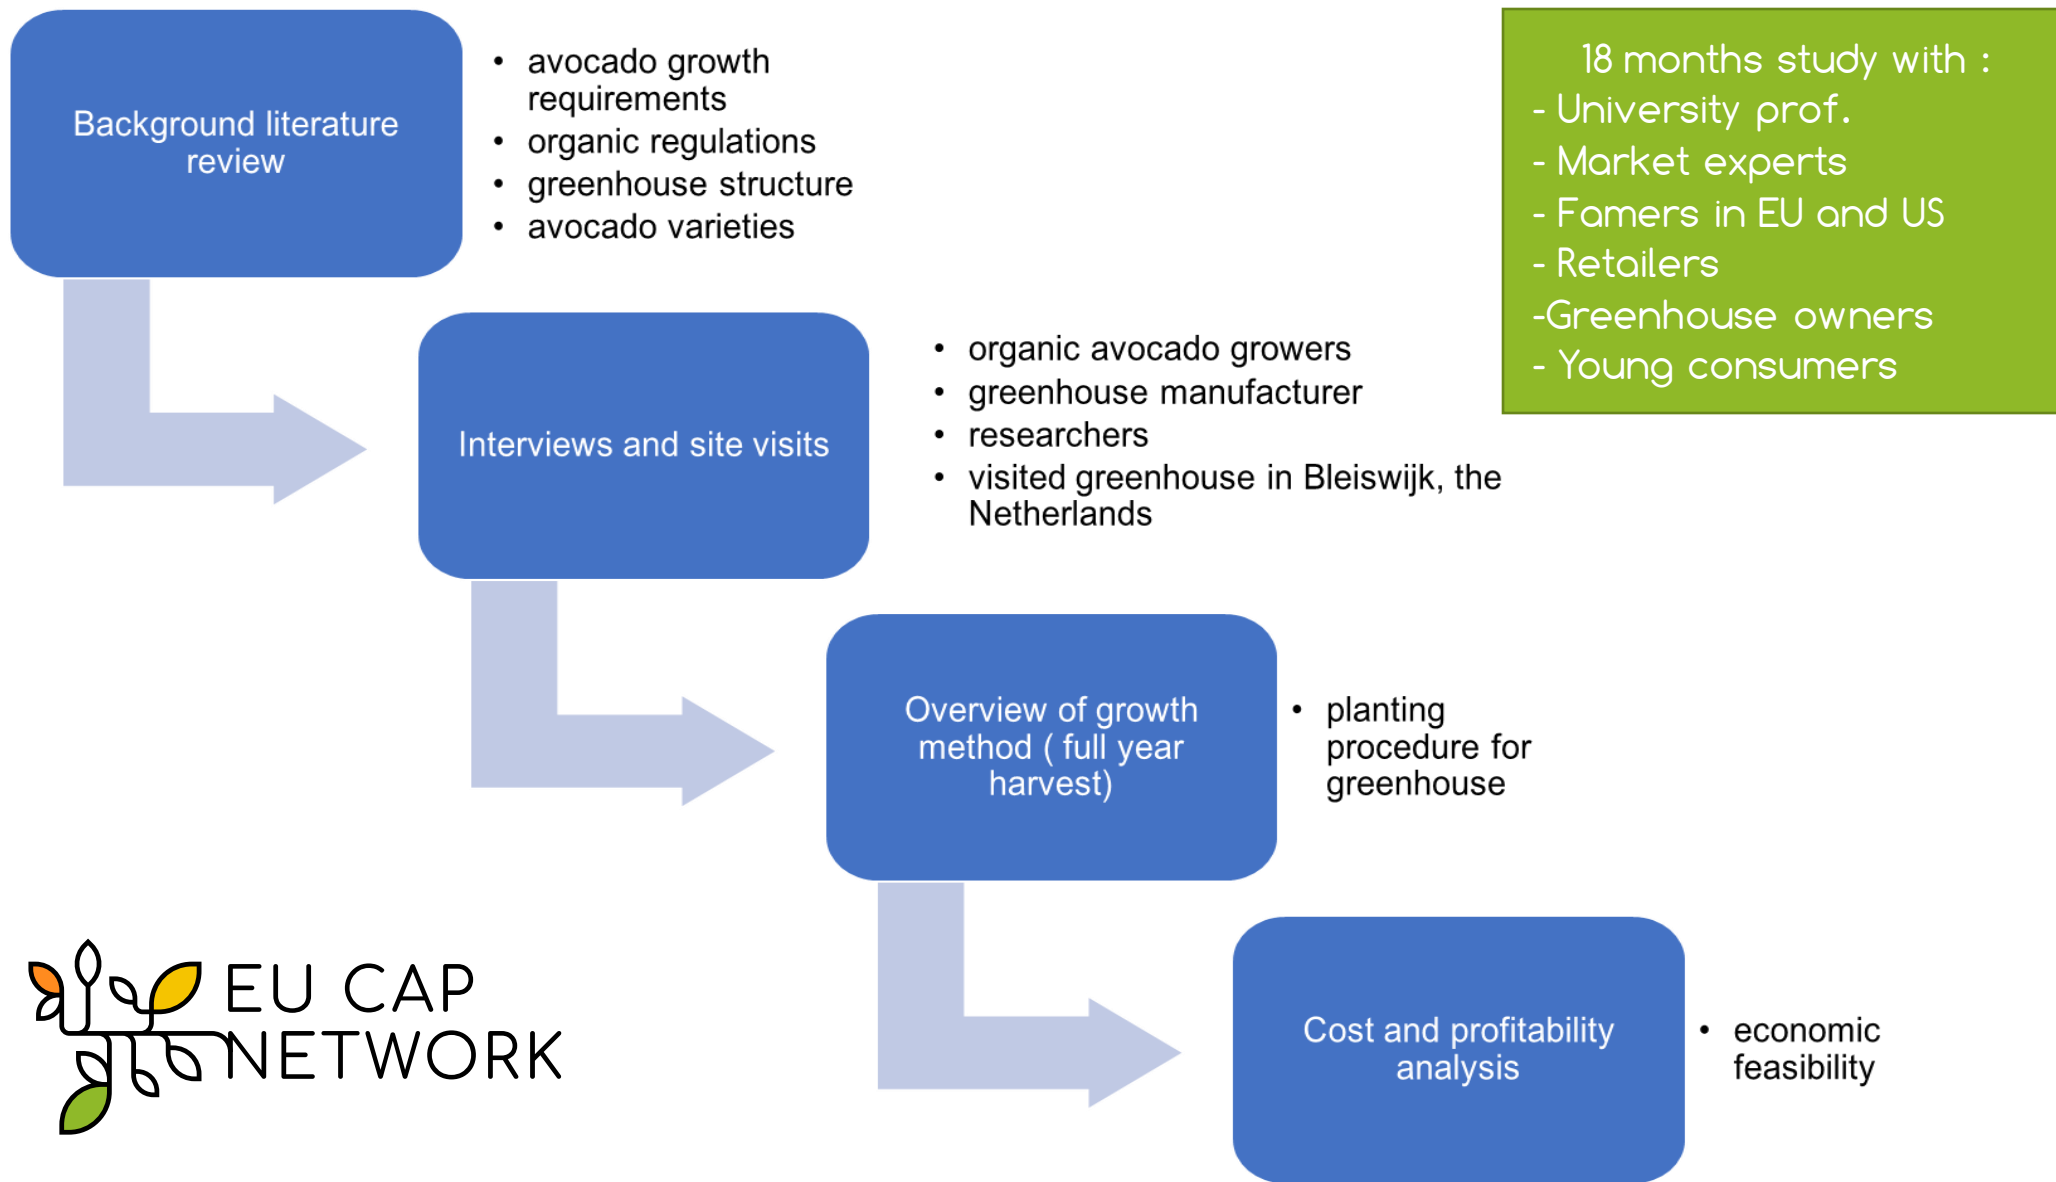 Background literature
review
• avocado growth
requirements
• organic regulations
• greenhouse structure
• avocado varieties
18 months study with :
- University prof.
- Market experts
- Famers in EU and US
- Retailers
-Greenhouse owners
- Young consumers
Interviews and site visits
• organic avocado growers
• greenhouse manufacturer
• researchers
• visited greenhouse in Bleiswijk, the
Netherlands
Overview of growth
method ( full year
harvest)
• planting
procedure for
greenhouse
Cost and profitability
analysis
• economic
feasibility
EU CAP
NETWORK